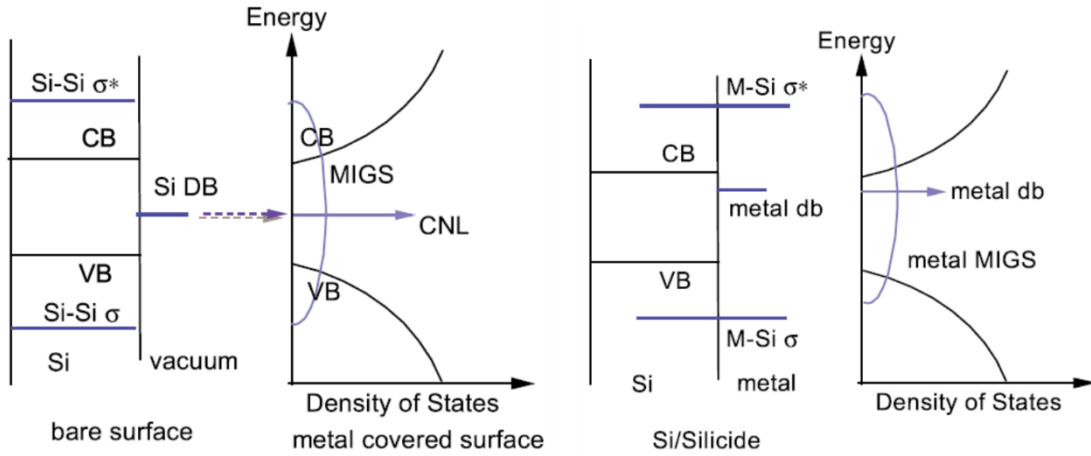 Energy
Si-Si σ*
CB
Si DB
VB
Si-Si σ
Si
vacuum
bare surface
CB
MIGS
CNL
VB
Density of States
metal covered surface
Energy
M-Si σ*
CB
metal db
VB
M-Si σ
Si
metal
Si/Silicide
metal db
metal MIGS
Density of States